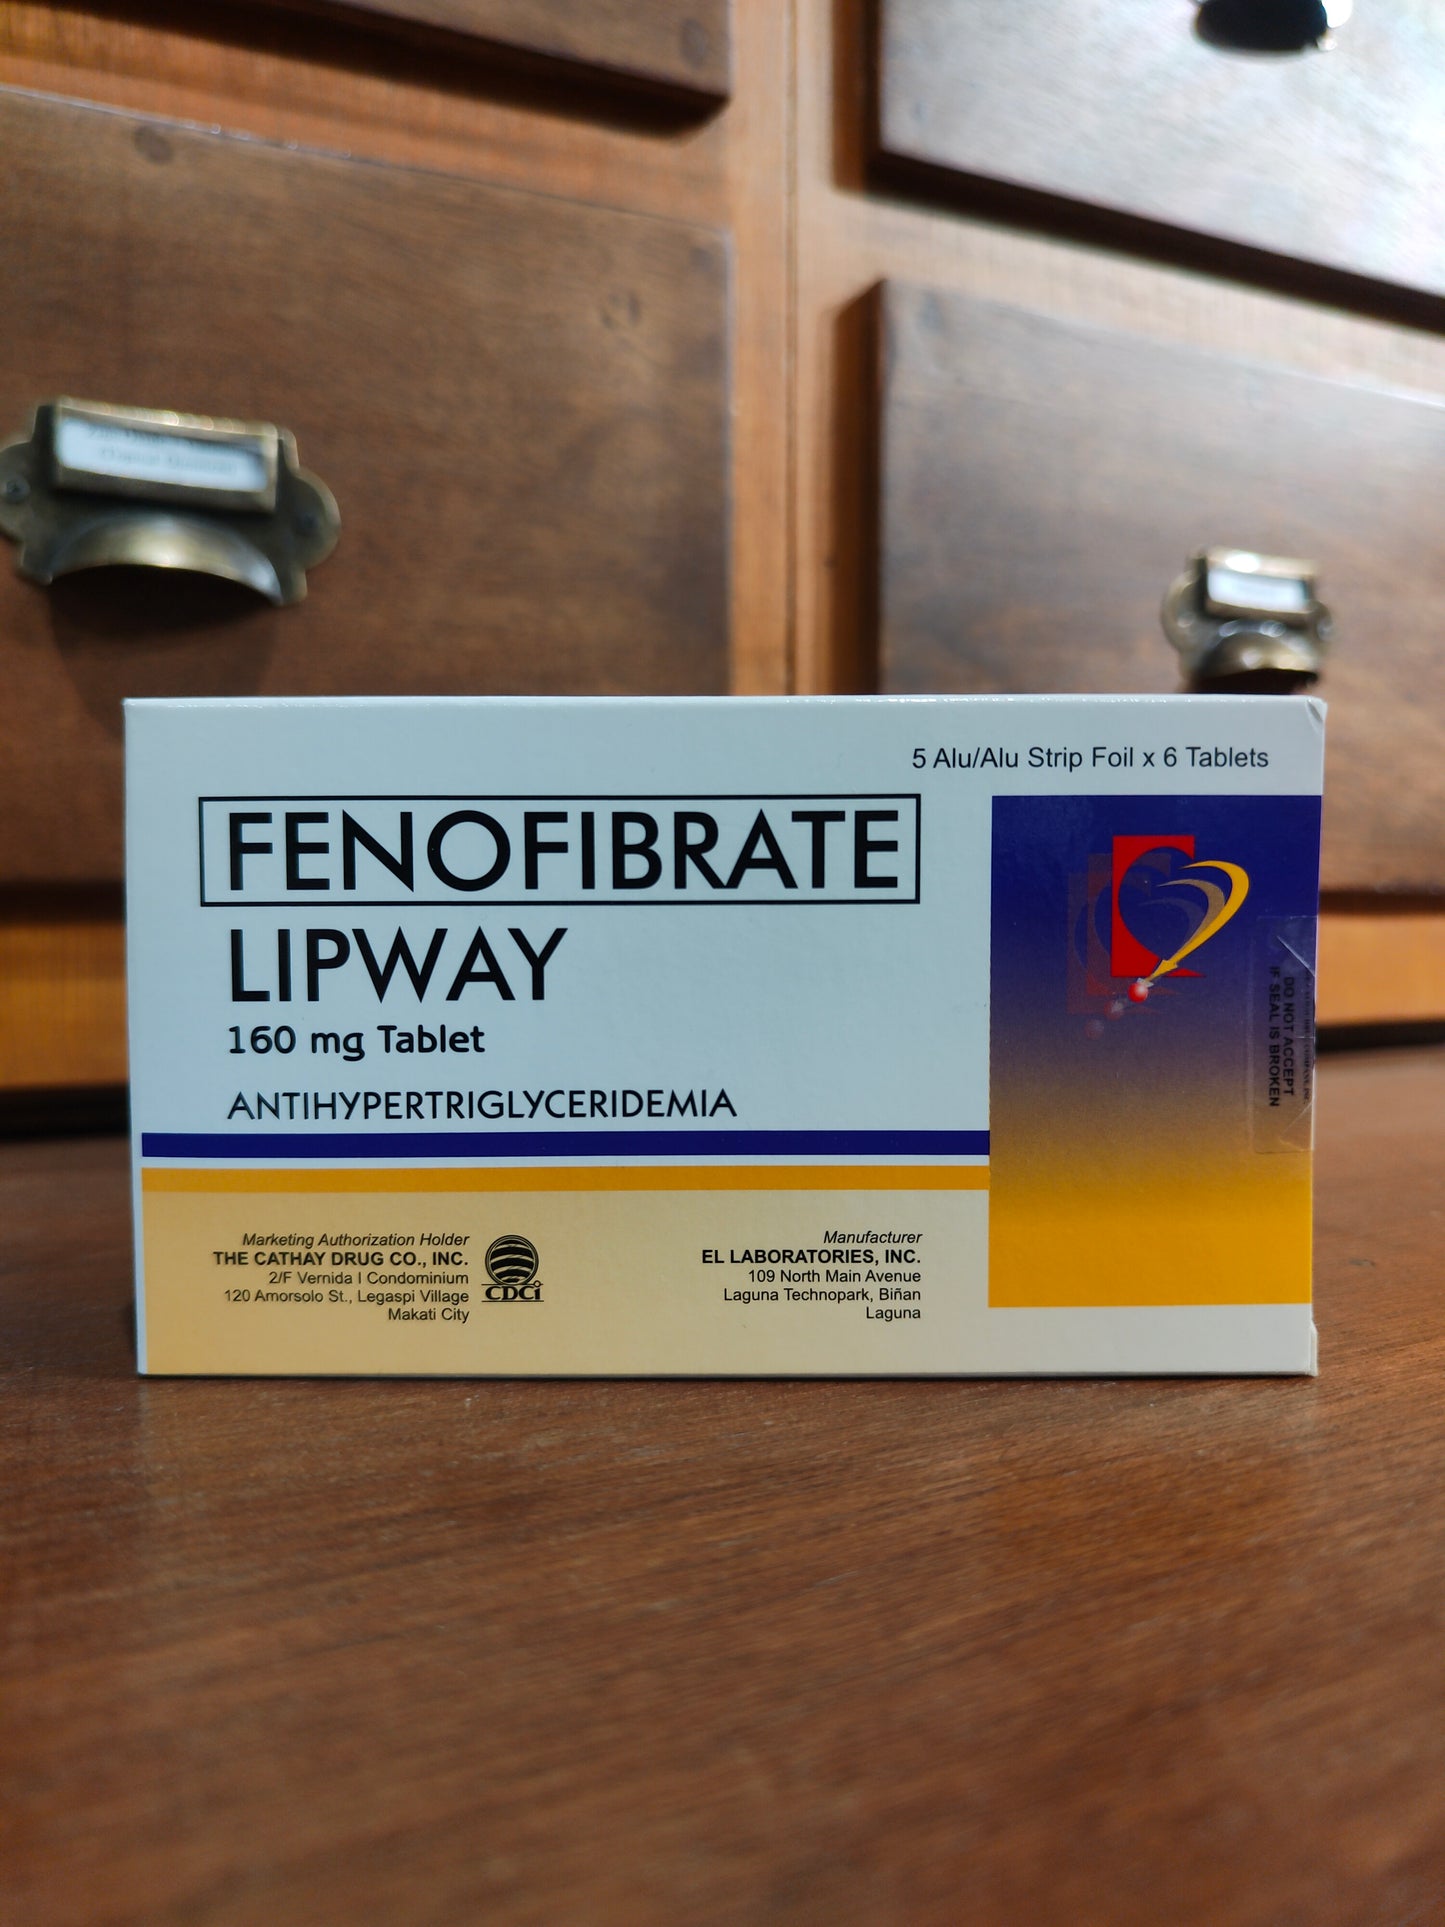 5 Alu/Alu Strip Foil x 6 Tablets
FENOFIBRATE
LIPWAY
160 mg Tablet
ANTIHYPERTRIGLYCERIDEMIA
Marketing Authorization Holder
THE CATHAY DRUG CO., INC.
2/F Vernida I Condominium
120 Amorsolo St., Legaspi Village
Makati City
CDCi
Manufacturer
EL LABORATORIES, INC.
109 North Main Avenue
Laguna Technopark, Biñan
Laguna
DO NOT ACCEPT
IF SEAL IS BROKEN